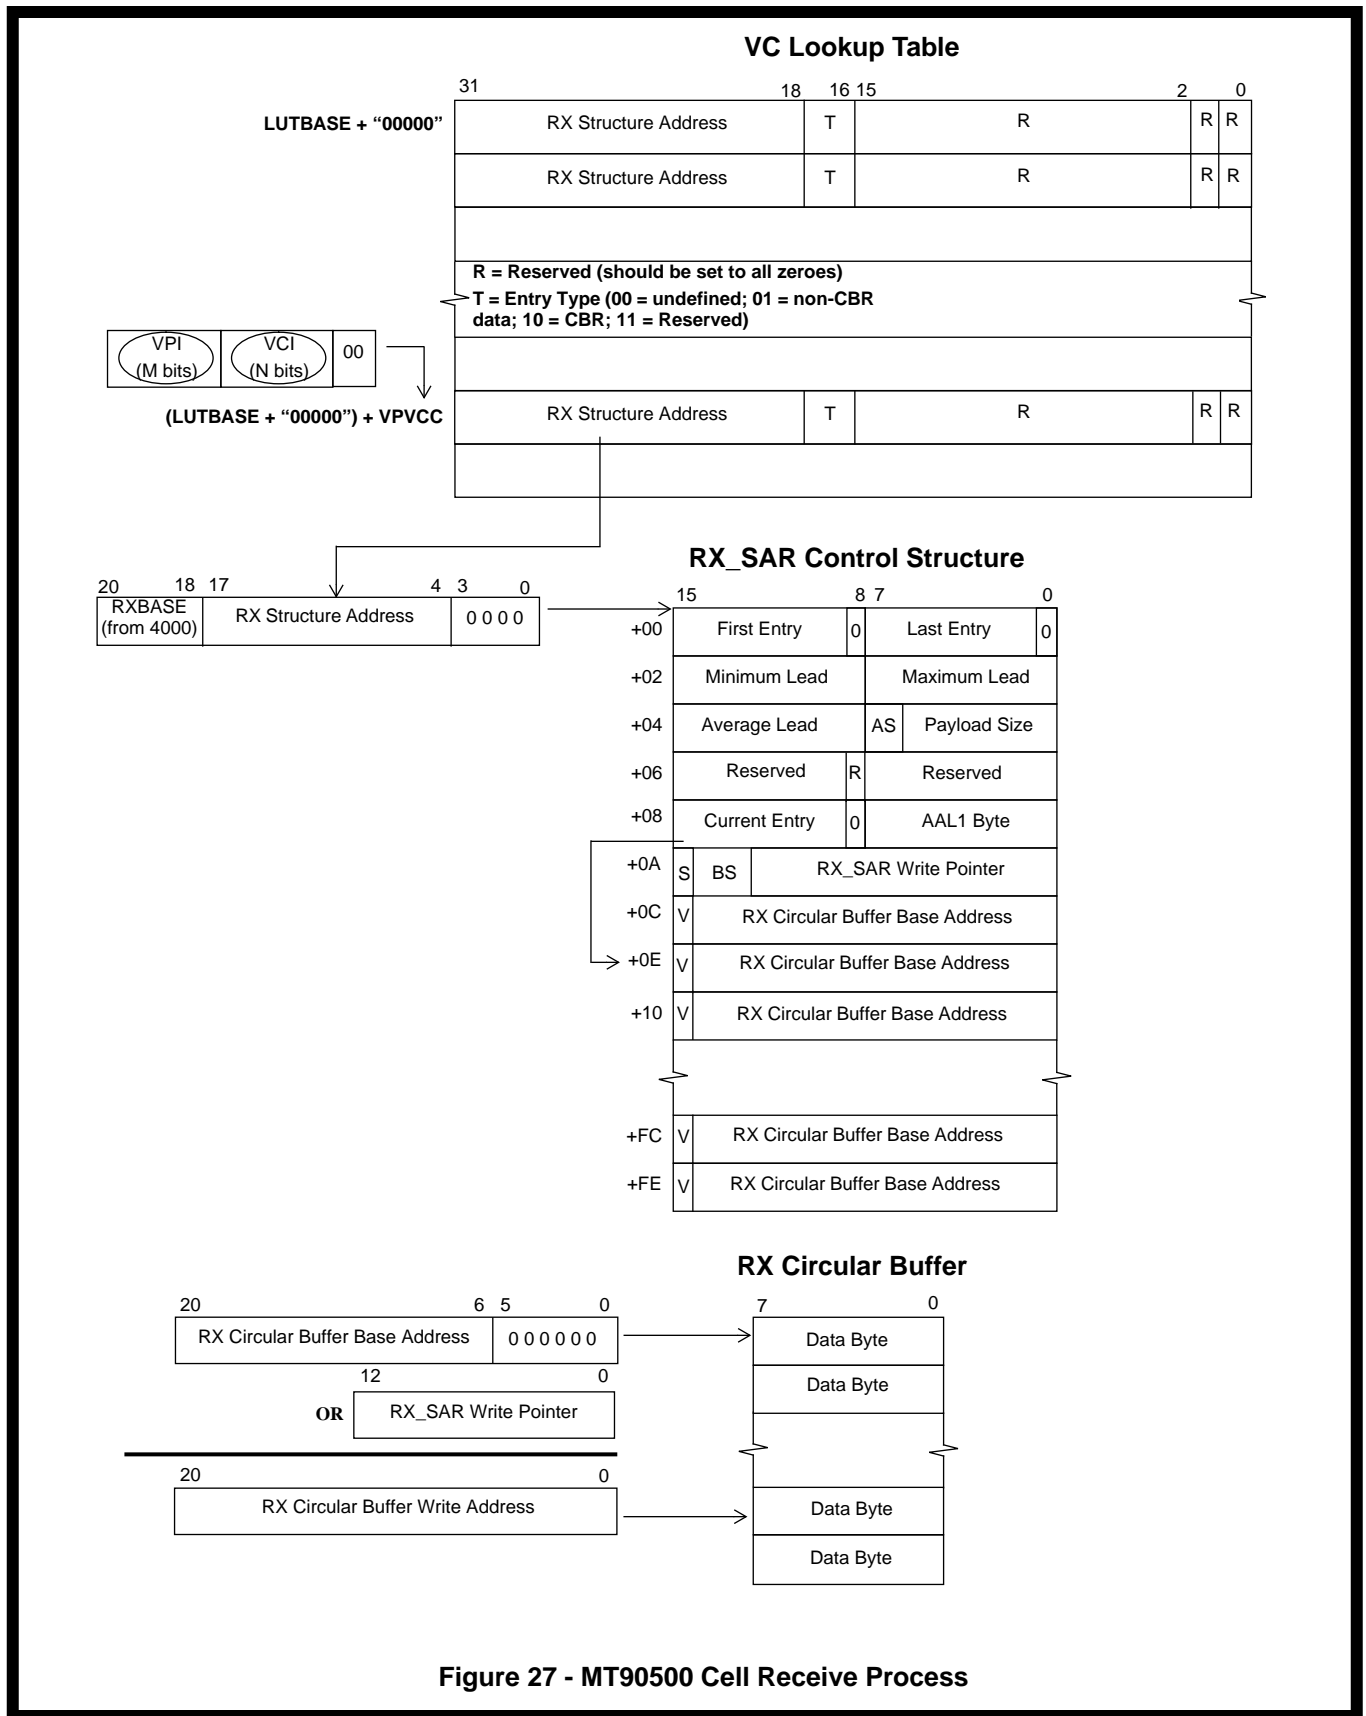 VC Lookup Table
31 18 16 15 2 0
LUTBASE + “00000” RX Structure Address T R R R
RX Structure Address T R R R
R = Reserved (should be set to all zeroes)
T = Entry Type (00 = undefined; 01 = non-CBR
data; 10 = CBR; 11 = Reserved)
VPI VCI 00
(M bits) (N bits)
(LUTBASE + “00000”) + VPVCC RX Structure Address T R R R
RX_SAR Control Structure
20 18 17 4 3 0
RXBASE
(from 4000) RX Structure Address 0 0 0 0
15 8 7 0
+00 First Entry 0 Last Entry 0
+02 Minimum Lead Maximum Lead
+04 Average Lead AS Payload Size
+06 Reserved R Reserved
+08 Current Entry 0 AAL1 Byte
+0A S BS RX_SAR Write Pointer
+0C V RX Circular Buffer Base Address
+0E V RX Circular Buffer Base Address
+10 V RX Circular Buffer Base Address
+FC V RX Circular Buffer Base Address
+FE V RX Circular Buffer Base Address
RX Circular Buffer
20 6 5 0
RX Circular Buffer Base Address 0 0 0 0 0 0
12 0
OR RX_SAR Write Pointer
20 0
RX Circular Buffer Write Address
7 0
Data Byte
Data Byte
Data Byte
Data Byte
Figure 27 - MT90500 Cell Receive Process